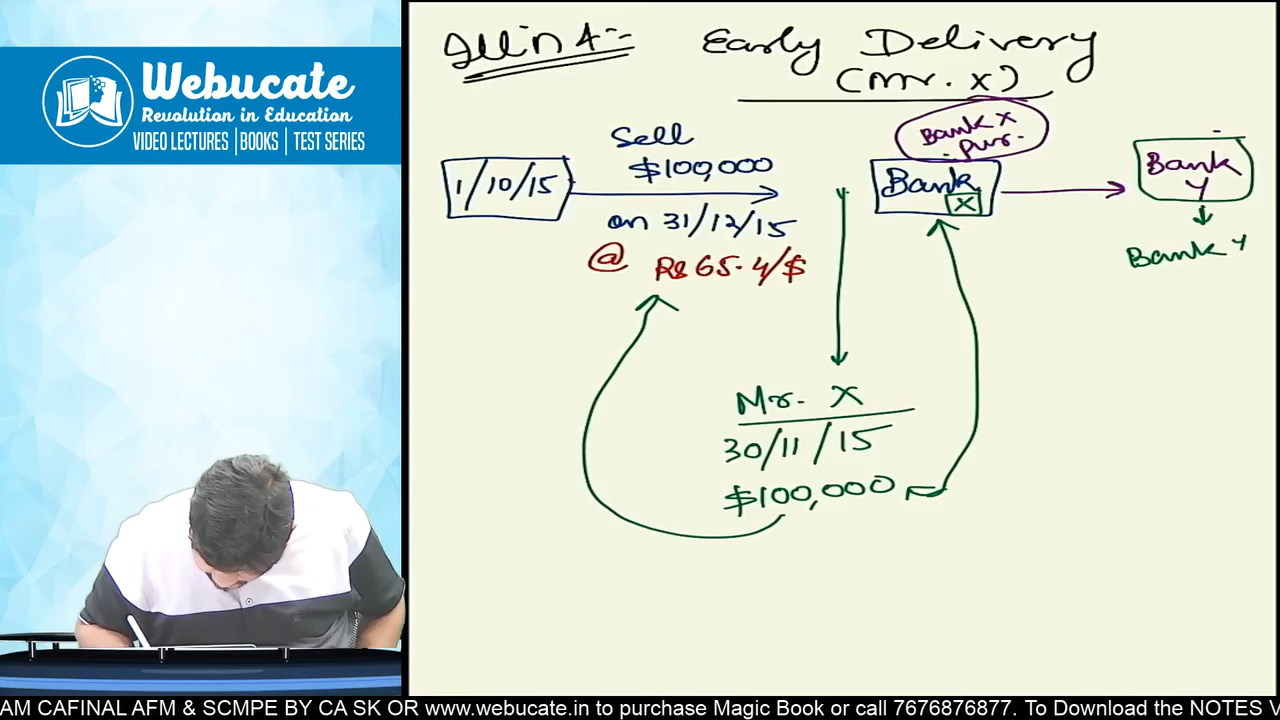 Webucate
Revolution in Education
VIDEO LECTURES | BOOKS | TEST SERIES
Illn 4:- Early Delivery
(Mr. X)
Bank X
pur.
Sell
$100,000
1/10/15
on 31/12/15
@ Rs 65.4/$
Bank
X
Bank
Y
Bank Y
Mr. X
30/11/15
$100,000
AM CAFINAL AFM & SCMPE BY CA SK OR www.webucate.in to purchase Magic Book or call 7676876877. To Download the NOTES V